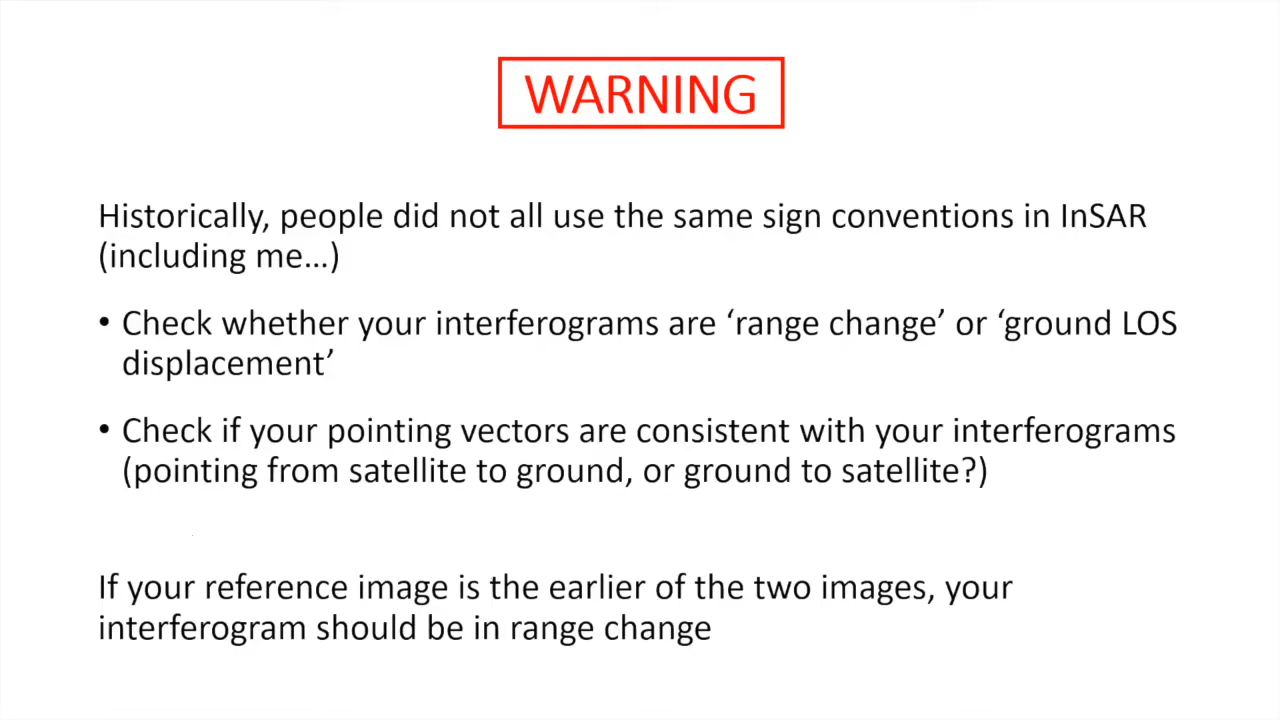 WARNING
Historically, people did not all use the same sign conventions in InSAR
(including me…)
• Check whether your interferograms are ‘range change’ or ‘ground LOS
displacement’
• Check if your pointing vectors are consistent with your interferograms
(pointing from satellite to ground, or ground to satellite?)
If your reference image is the earlier of the two images, your
interferogram should be in range change